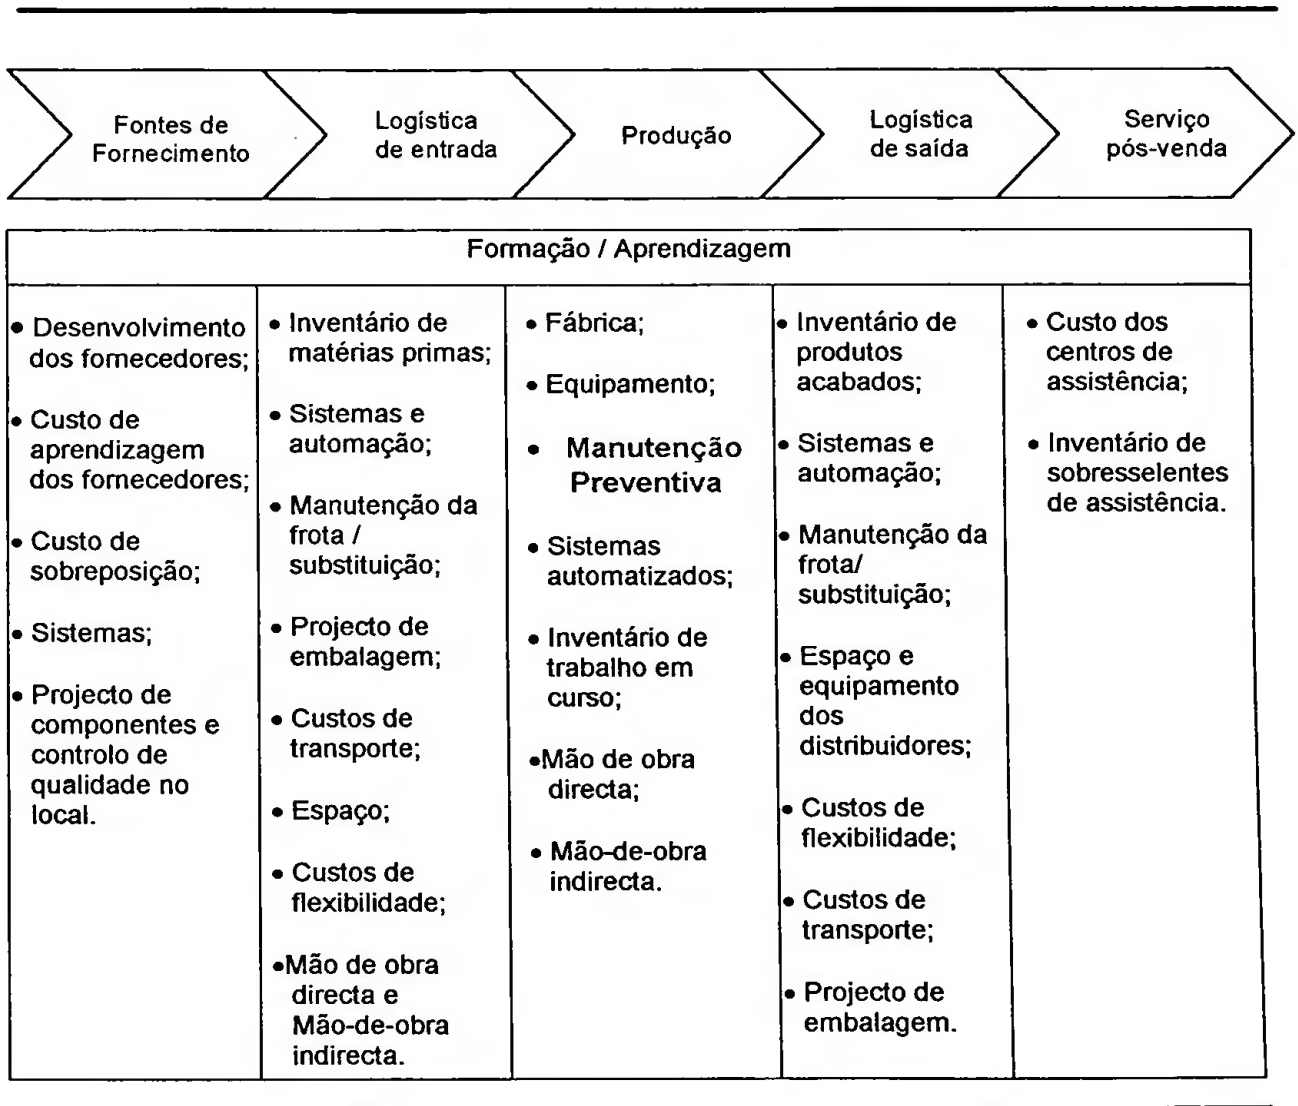 Fontes de
Fornecimento
Logística
de entrada
Produção
Logística
de saída
Serviço
pós-venda
Formação / Aprendizagem
• Desenvolvimento
dos fornecedores;
• Custo de
aprendizagem
dos fornecedores;
• Custo de
sobreposição;
• Sistemas;
• Projecto de
componentes e
controlo de
qualidade no
local.
• Inventário de
matérias primas;
• Sistemas e
automação;
• Manutenção da
frota /
substituição;
• Projecto de
embalagem;
• Custos de
transporte;
• Espaço;
• Custos de
flexibilidade;
•Mão de obra
directa e
Mão-de-obra
indirecta.
• Fábrica;
• Equipamento;
• Manutenção
Preventiva
• Sistemas
automatizados;
• Inventário de
trabalho em
curso;
•Mão de obra
directa;
• Mão-de-obra
indirecta.
• Inventário de
produtos
acabados;
• Sistemas e
automação;
• Manutenção da
frota/
substituição;
• Espaço e
equipamento
dos
distribuidores;
• Custos de
flexibilidade;
• Custos de
transporte;
• Projecto de
embalagem.
• Custo dos
centros de
assistência;
• Inventário de
sobresselentes
de assistência.